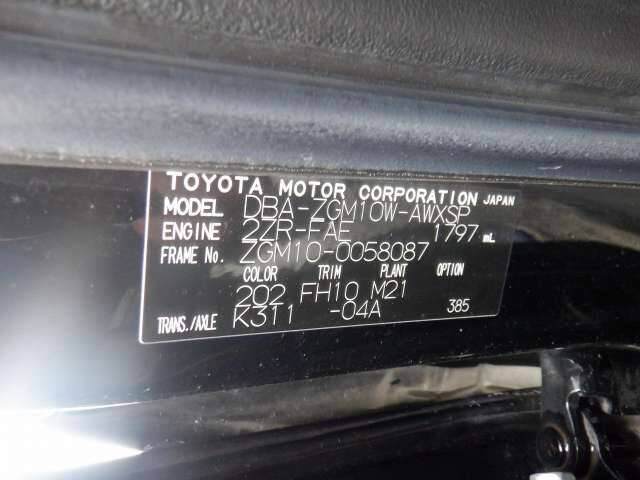 TOYOTA MOTOR CORPORATION JAPAN
MODEL DBA-ZGM10W-AWXSP
ENGINE 2ZR-FAE 1797 mL
FRAME No. ZGM10-0058087
COLOR TRIM PLANT OPTION
202 FH10 M21
TRANS./AXLE K311 -04A 385